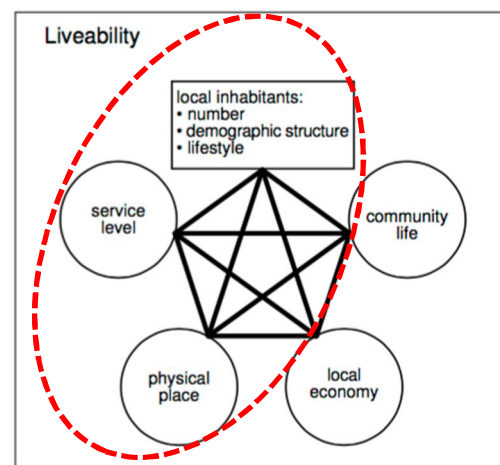 Liveability
local inhabitants:
• number
• demographic structure
• lifestyle
service
level
community
life
physical
place
local
economy